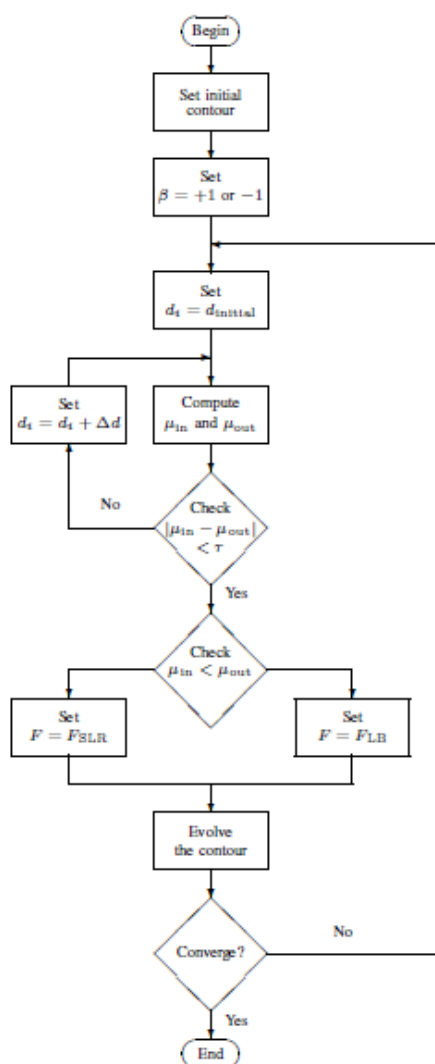 Begin
Set initial
contour
Set
β = +1 or −1
Set
d₁ = d_initial
Set
d₁ = d₁ + Δd
Compute
μ_in and μ_out
No
Check
|μ_in − μ_out|
< τ
Yes
Check
μ_in < μ_out
Set
F = F_SLR
Set
F = F_LB
Evolve
the contour
Converge?
No
Yes
End